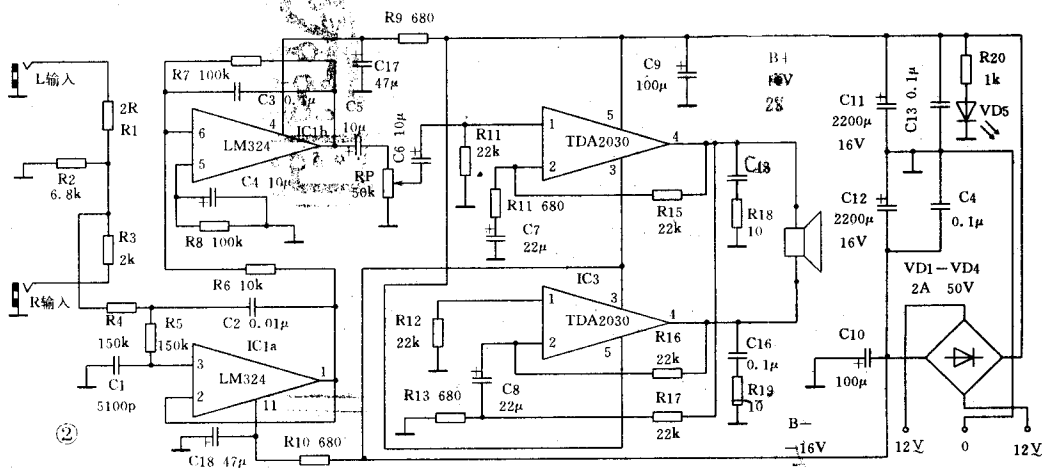 R9 680
L输入
R7 100k
C17
47μ
C9
100μ
B+
R20
1k
C3
C5
10μ
2R
R1
6
4
IC1b
LM324
5
C6 10μ
R11
22k
1
5
TDA2030
4
2
3
C11
2200μ
16V
C13 0.1μ
VD5
R2
6.8k
C4 10μ
RP
50k
R11 680
R15
22k
R18
10
C12
2200μ
16V
C4
0.1μ
R3
2k
R8 100k
C7
22μ
R6 10k
IC3
VD1-VD4
2A 50V
R输入
R4
150k
R5
150k
C2 0.01μ
IC1a
R12
22k
1
3
TDA2030
4
2
5
R16
22k
C16
0.1μ
C10
100μ
C1
5100p
3
LM324
1
2
11
R13 680
C8
22μ
R17
22k
R19
10
②
C18 47μ
R10 680
B-
-16V
12V
0
12V